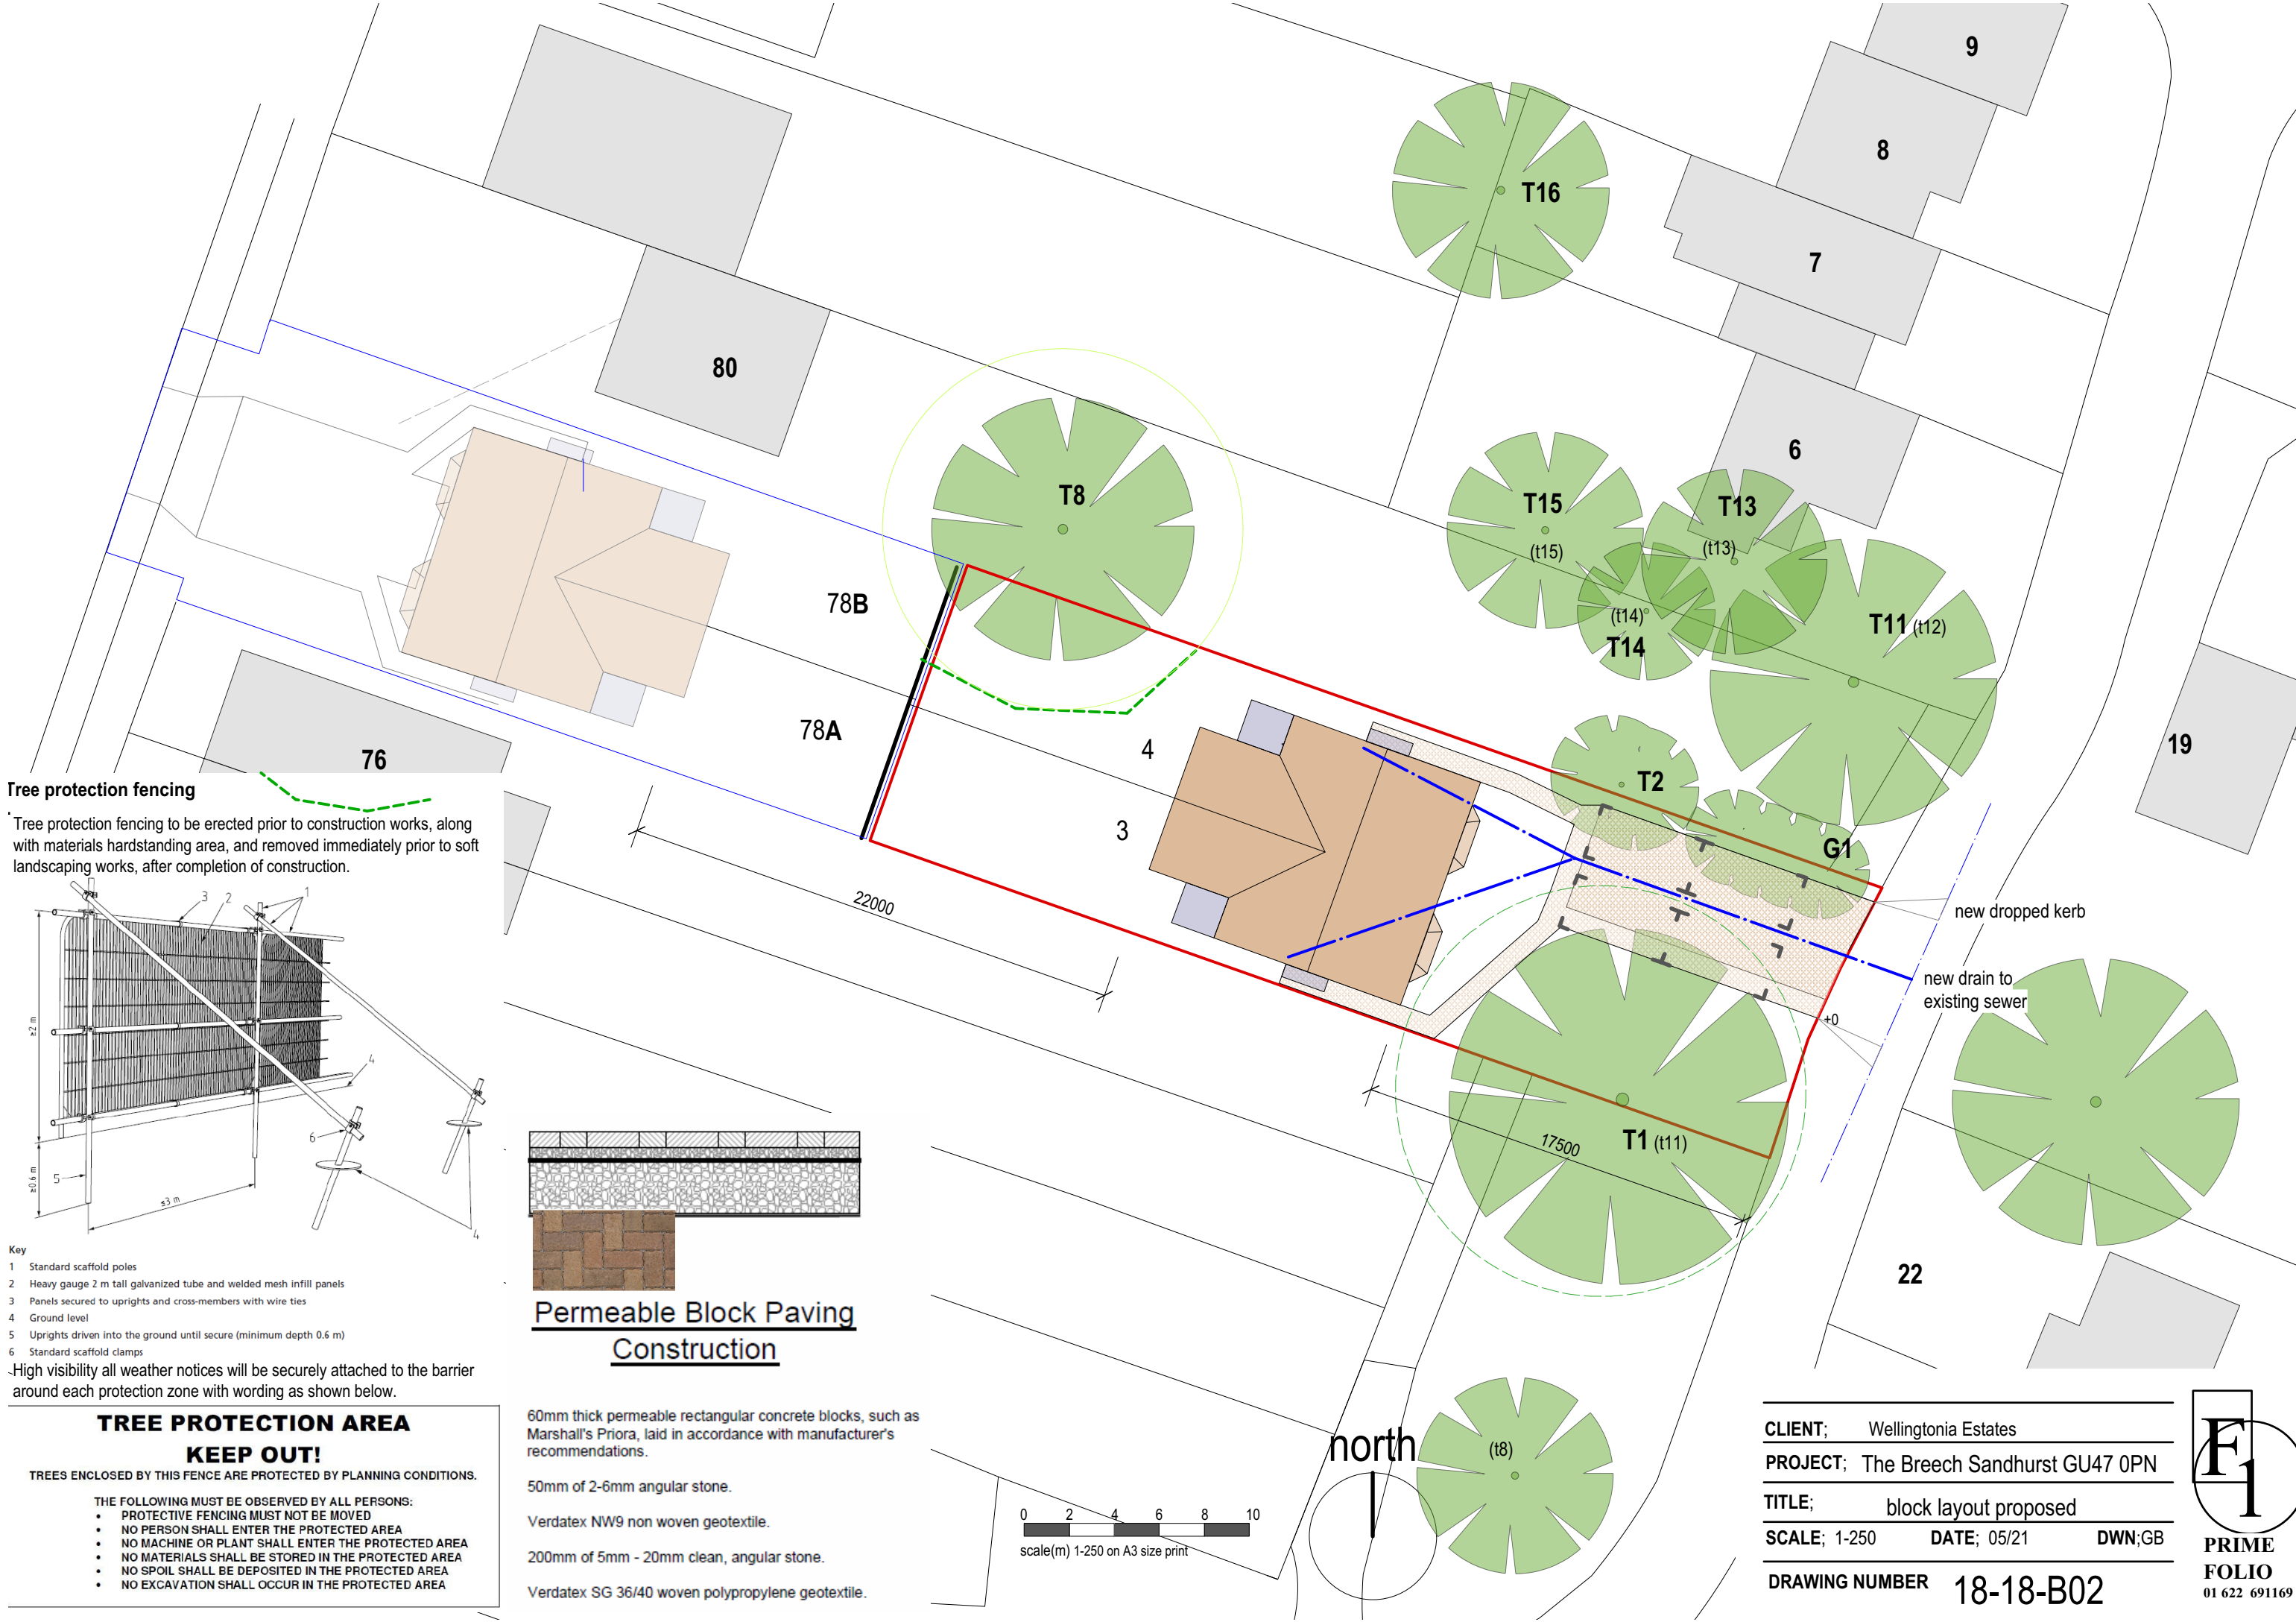 9
8
T16
7
80
6
T8
T15
(t15)
T13
(t13)
(t14)
T14
T11 (t12)
78B
78A
4
3
T2
G1
19
76
22000
new dropped kerb
new drain to
existing sewer
+0
T1 (t11)
17500
22
(t8)
Tree protection fencing
Tree protection fencing to be erected prior to construction works, along
with materials hardstanding area, and removed immediately prior to soft
landscaping works, after completion of construction.
3
2
1
≥2 m
4
6
≥0.6 m
5
≤3 m
4
Key
1 Standard scaffold poles
2 Heavy gauge 2 m tall galvanized tube and welded mesh infill panels
3 Panels secured to uprights and cross-members with wire ties
4 Ground level
5 Uprights driven into the ground until secure (minimum depth 0.6 m)
6 Standard scaffold clamps
High visibility all weather notices will be securely attached to the barrier
around each protection zone with wording as shown below.
TREE PROTECTION AREA
KEEP OUT!
TREES ENCLOSED BY THIS FENCE ARE PROTECTED BY PLANNING CONDITIONS.
THE FOLLOWING MUST BE OBSERVED BY ALL PERSONS:
• PROTECTIVE FENCING MUST NOT BE MOVED
• NO PERSON SHALL ENTER THE PROTECTED AREA
• NO MACHINE OR PLANT SHALL ENTER THE PROTECTED AREA
• NO MATERIALS SHALL BE STORED IN THE PROTECTED AREA
• NO SPOIL SHALL BE DEPOSITED IN THE PROTECTED AREA
• NO EXCAVATION SHALL OCCUR IN THE PROTECTED AREA
Permeable Block Paving
Construction
60mm thick permeable rectangular concrete blocks, such as
Marshall's Priora, laid in accordance with manufacturer's
recommendations.
50mm of 2-6mm angular stone.
Verdatex NW9 non woven geotextile.
200mm of 5mm - 20mm clean, angular stone.
Verdatex SG 36/40 woven polypropylene geotextile.
0 2 4 6 8 10
scale(m) 1-250 on A3 size print
north
CLIENT; Wellingtonia Estates
PROJECT; The Breech Sandhurst GU47 0PN
TITLE; block layout proposed
SCALE; 1-250 DATE; 05/21 DWN;GB
DRAWING NUMBER 18-18-B02
F1
PRIME
FOLIO
01 622 691169